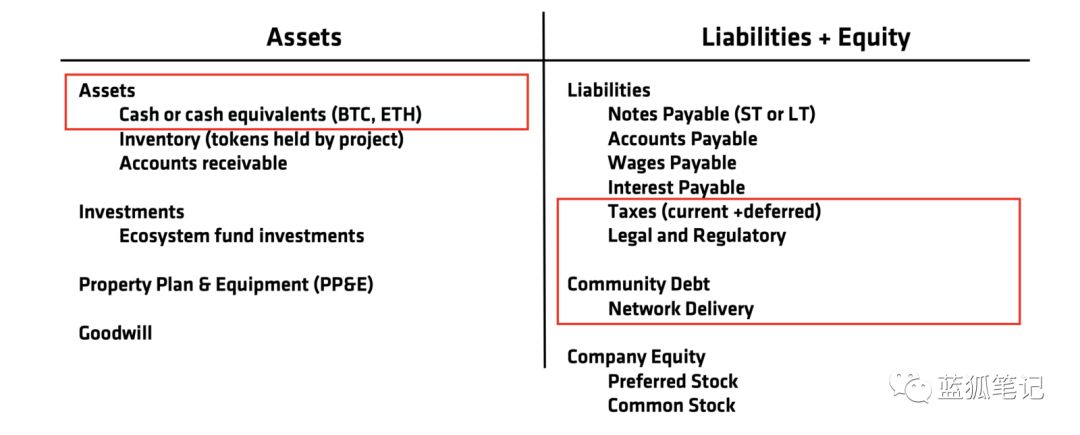 Assets
Liabilities + Equity
Assets
Cash or cash equivalents (BTC, ETH)
Inventory (tokens held by project)
Accounts receivable
Investments
Ecosystem fund investments
Property Plan & Equipment (PP&E)
Goodwill
Liabilities
Notes Payable (ST or LT)
Accounts Payable
Wages Payable
Interest Payable
Taxes (current +deferred)
Legal and Regulatory
Community Debt
Network Delivery
Company Equity
Preferred Stock
Common Stock
蓝狐笔记